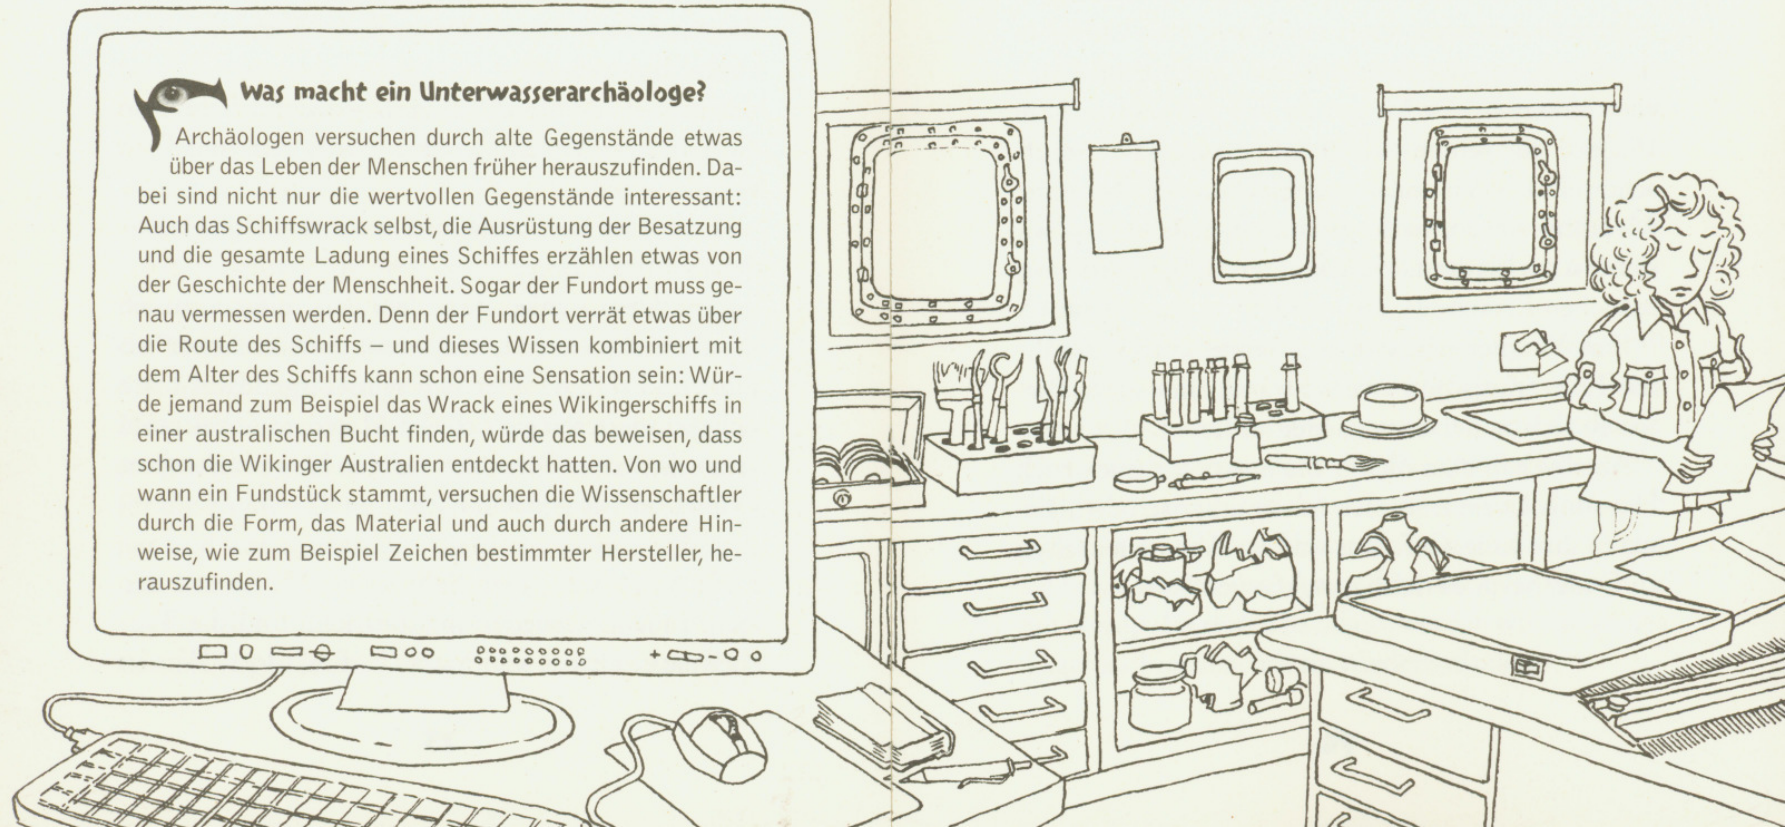 Was macht ein Unterwasserarchäologe?
Archäologen versuchen durch alte Gegenstände etwas
über das Leben der Menschen früher herauszufinden. Da-
bei sind nicht nur die wertvollen Gegenstände interessant:
Auch das Schiffswrack selbst, die Ausrüstung der Besatzung
und die gesamte Ladung eines Schiffes erzählen etwas von
der Geschichte der Menschheit. Sogar der Fundort muss ge-
nau vermessen werden. Denn der Fundort verrät etwas über
die Route des Schiffs – und dieses Wissen kombiniert mit
dem Alter des Schiffs kann schon eine Sensation sein: Wür-
de jemand zum Beispiel das Wrack eines Wikingerschiffs in
einer australischen Bucht finden, würde das beweisen, dass
schon die Wikinger Australien entdeckt hatten. Von wo und
wann ein Fundstück stammt, versuchen die Wissenschaftler
durch die Form, das Material und auch durch andere Hin-
weise, wie zum Beispiel Zeichen bestimmter Hersteller, he-
rauszufinden.